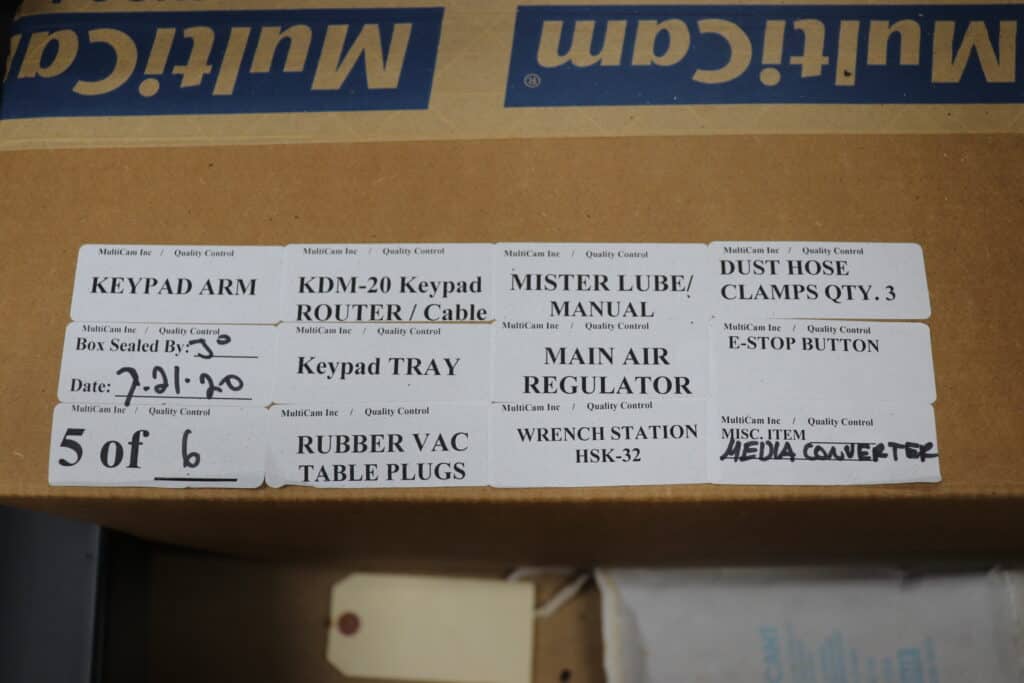 MultiCam
MultiCam®
MultiCam Inc / Quality Control
KEYPAD ARM
MultiCam Inc / Quality Control
KDM-20 Keypad
ROUTER / Cable
MultiCam Inc / Quality Control
MISTER LUBE/
MANUAL
MultiCam Inc / Quality Control
DUST HOSE
CLAMPS QTY. 3
MultiCam Inc / Quality Control
Box Sealed By:
Date: 7.21.20
MultiCam Inc / Quality Control
Keypad TRAY
MultiCam Inc / Quality Control
MAIN AIR
REGULATOR
MultiCam Inc / Quality Control
E-STOP BUTTON
MultiCam Inc / Quality Control
5 of 6
MultiCam Inc / Quality Control
RUBBER VAC
TABLE PLUGS
MultiCam Inc / Quality Control
WRENCH STATION
HSK-32
MultiCam Inc / Quality Control
MISC. ITEM
MEDIA CONVERTER